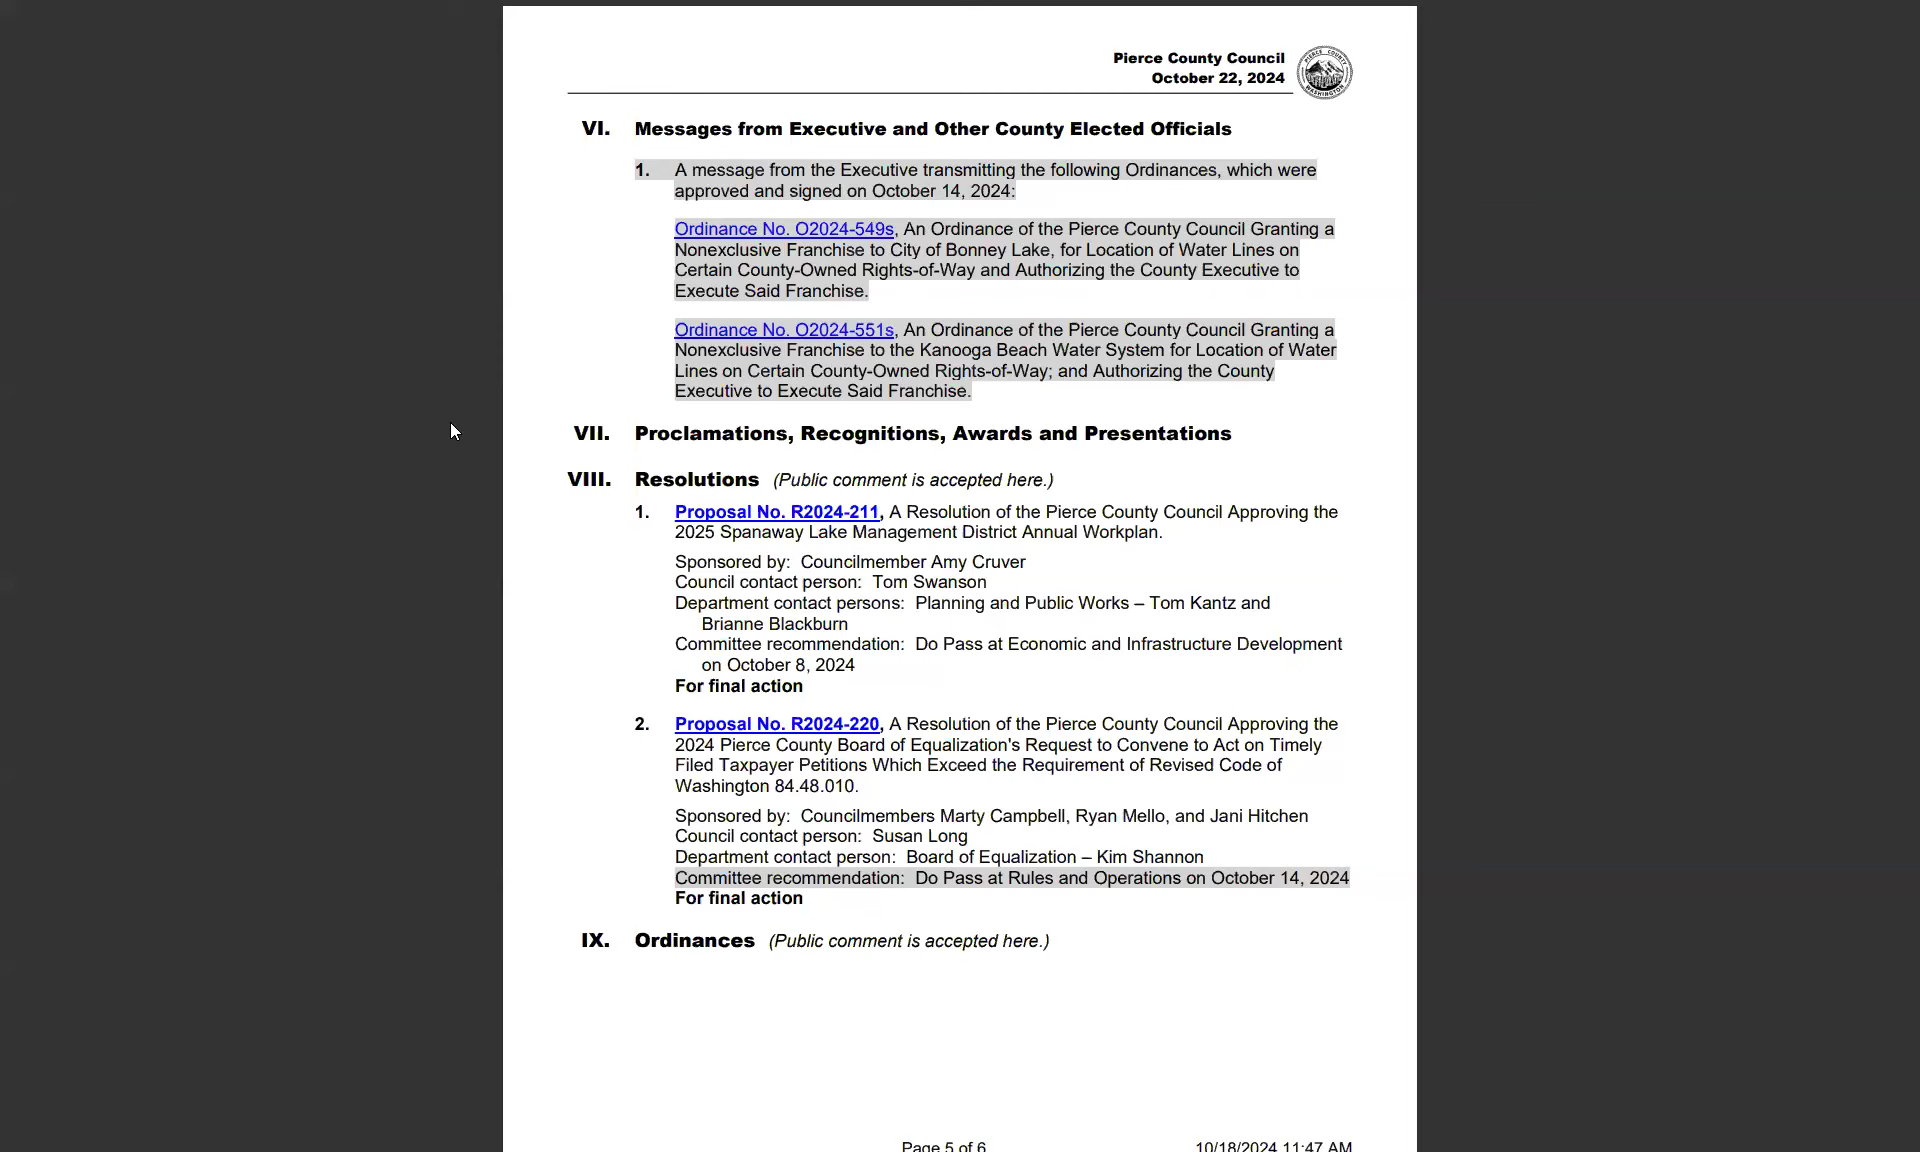 Pierce County Council
October 22, 2024
PIERCE COUNTY
WASHINGTON
VI. Messages from Executive and Other County Elected Officials
1. A message from the Executive transmitting the following Ordinances, which were
approved and signed on October 14, 2024:
Ordinance No. O2024-549s, An Ordinance of the Pierce County Council Granting a
Nonexclusive Franchise to City of Bonney Lake, for Location of Water Lines on
Certain County-Owned Rights-of-Way and Authorizing the County Executive to
Execute Said Franchise.
Ordinance No. O2024-551s, An Ordinance of the Pierce County Council Granting a
Nonexclusive Franchise to the Kanooga Beach Water System for Location of Water
Lines on Certain County-Owned Rights-of-Way; and Authorizing the County
Executive to Execute Said Franchise.
VII. Proclamations, Recognitions, Awards and Presentations
VIII. Resolutions (Public comment is accepted here.)
1. Proposal No. R2024-211, A Resolution of the Pierce County Council Approving the
2025 Spanaway Lake Management District Annual Workplan.
Sponsored by: Councilmember Amy Cruver
Council contact person: Tom Swanson
Department contact persons: Planning and Public Works – Tom Kantz and
Brianne Blackburn
Committee recommendation: Do Pass at Economic and Infrastructure Development
on October 8, 2024
For final action
2. Proposal No. R2024-220, A Resolution of the Pierce County Council Approving the
2024 Pierce County Board of Equalization's Request to Convene to Act on Timely
Filed Taxpayer Petitions Which Exceed the Requirement of Revised Code of
Washington 84.48.010.
Sponsored by: Councilmembers Marty Campbell, Ryan Mello, and Jani Hitchen
Council contact person: Susan Long
Department contact person: Board of Equalization – Kim Shannon
Committee recommendation: Do Pass at Rules and Operations on October 14, 2024
For final action
IX. Ordinances (Public comment is accepted here.)
Page 5 of 6 10/18/2024 11:47 AM